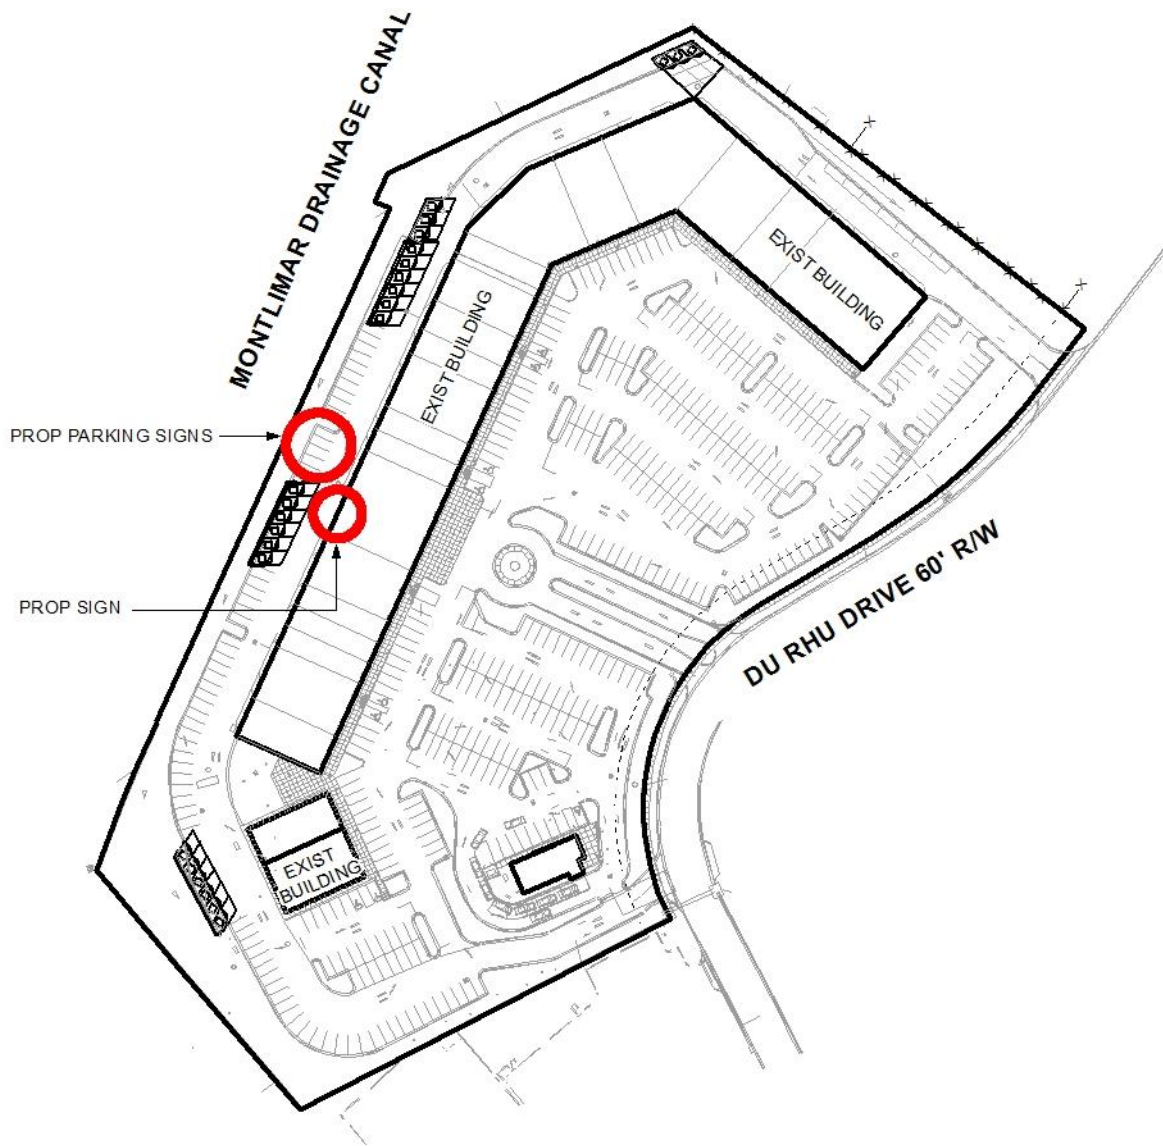 MONTLIMAR DRAINAGE CANAL
X
EXIST BUILDING
X
EXIST BUILDING
PROP PARKING SIGNS
PROP SIGN
DU RHU DRIVE 60' R/W
EXIST
BUILDING